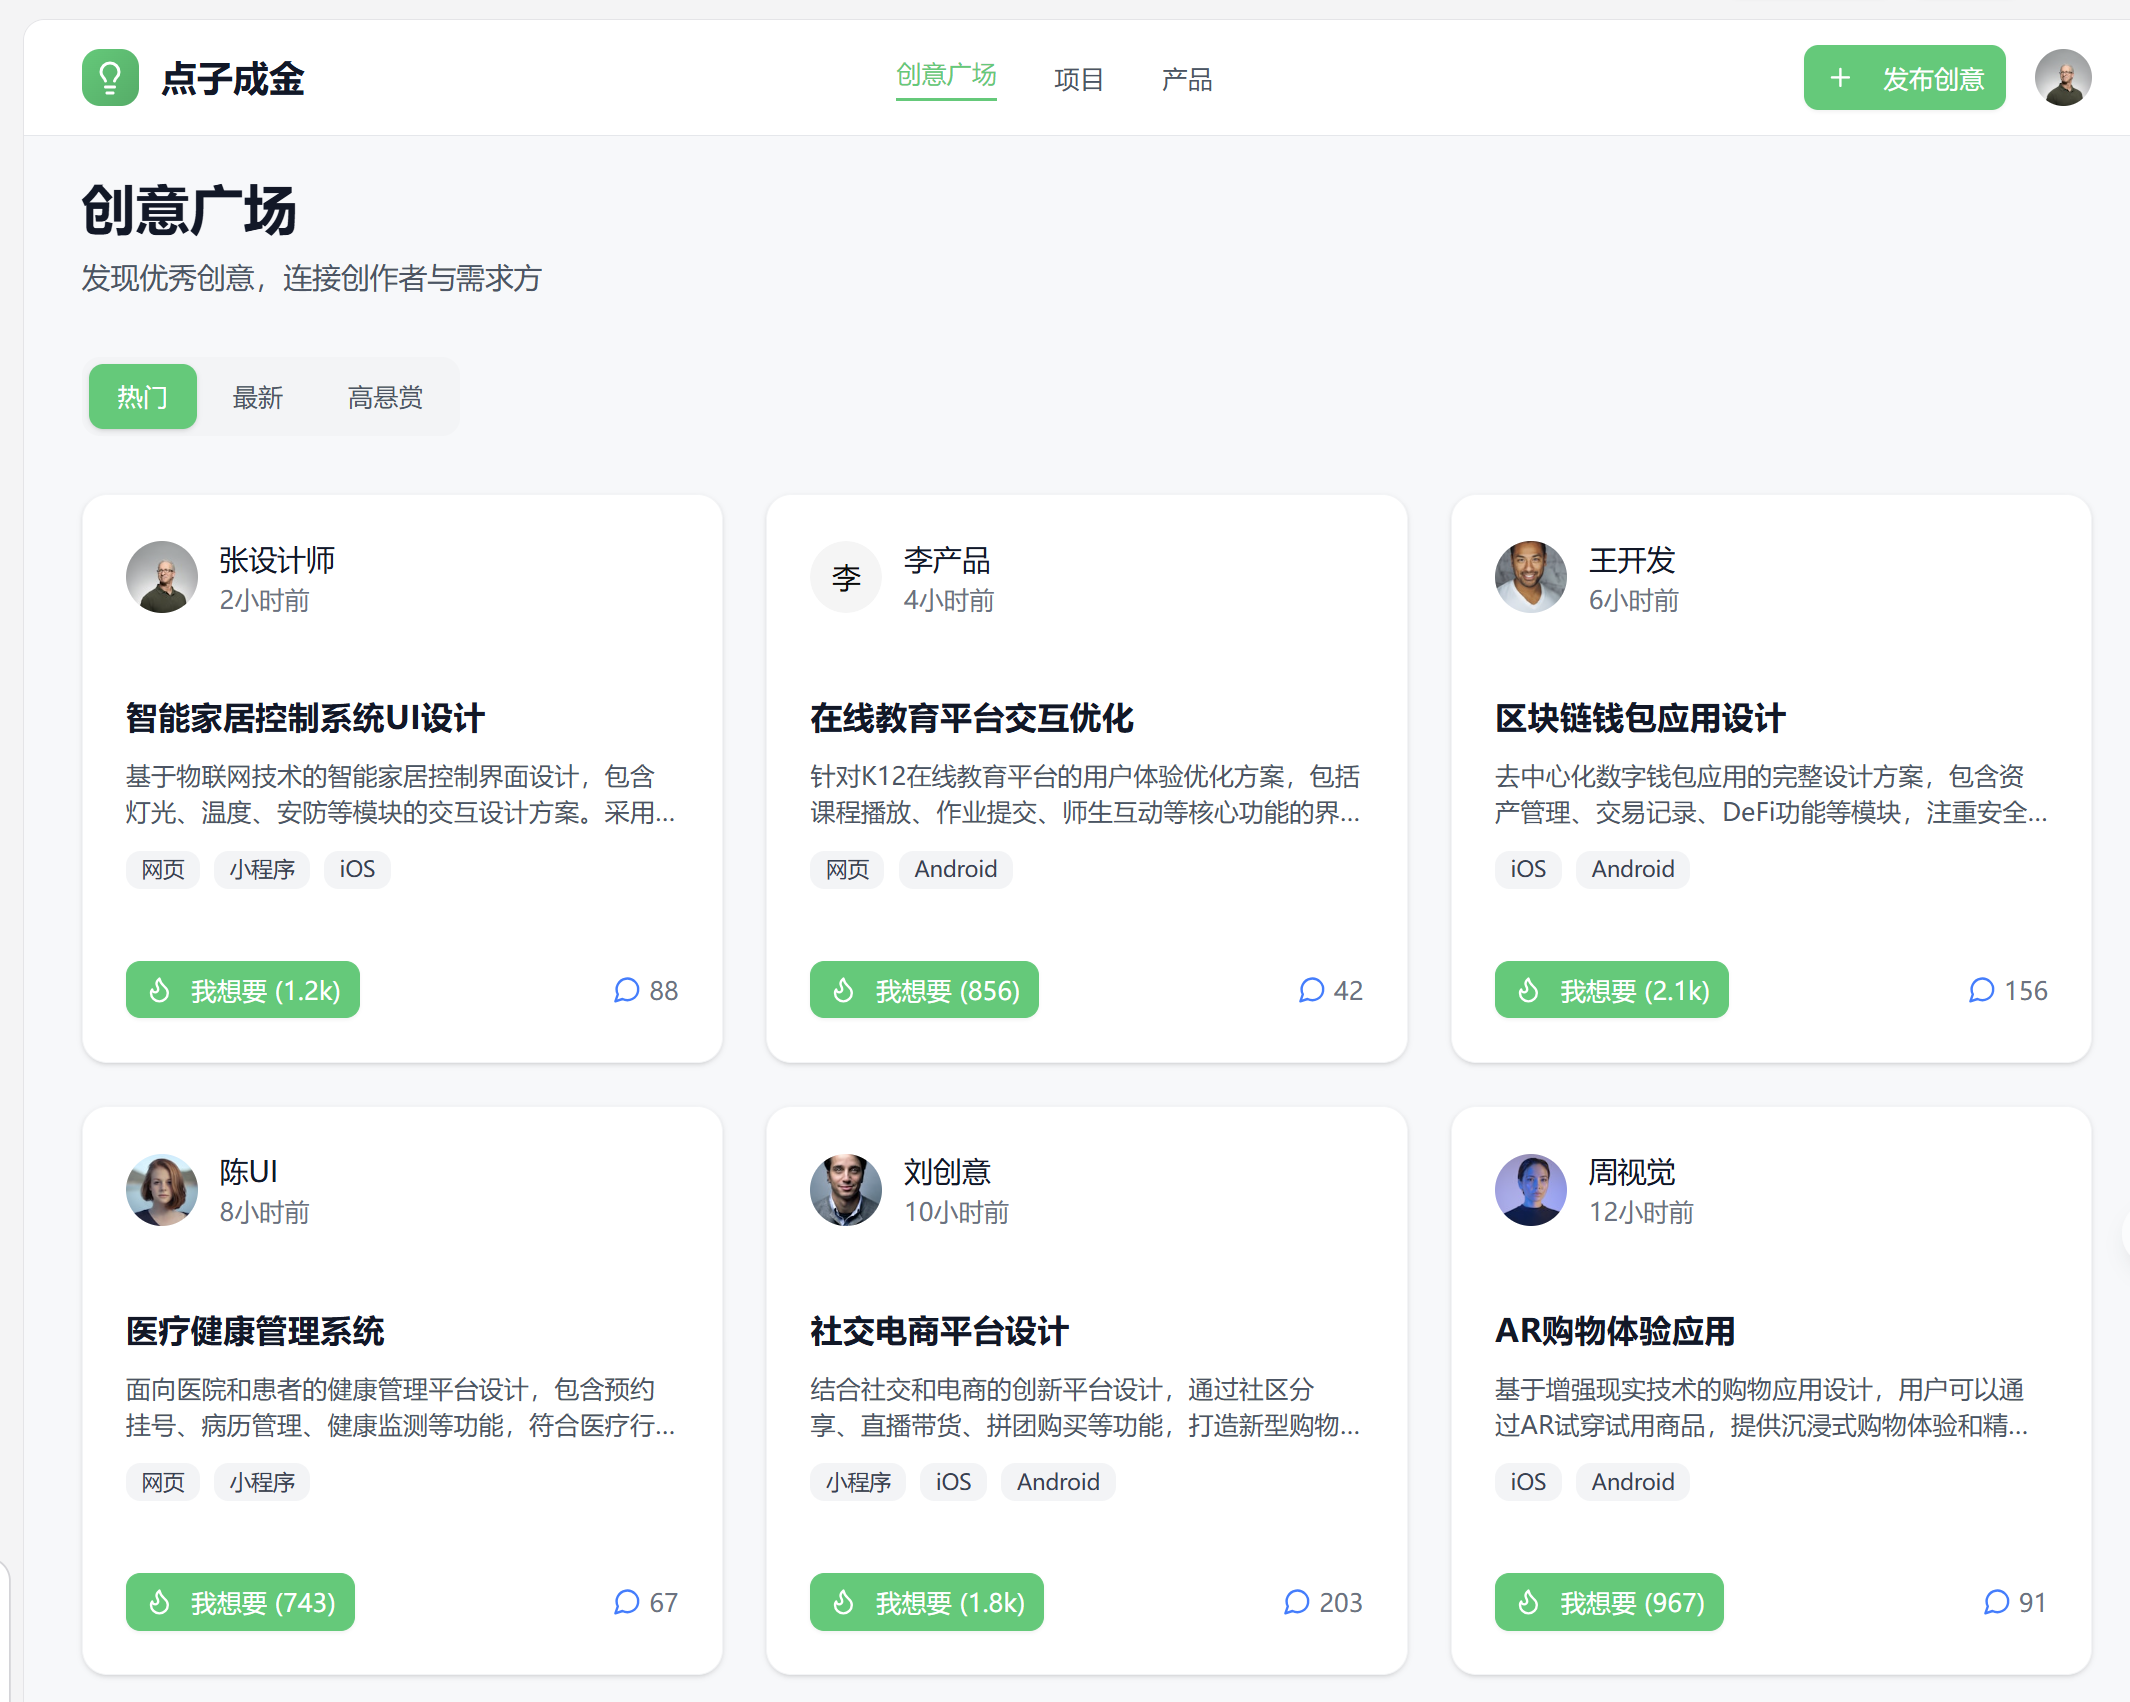 点子成金
创意广场
项目
产品
+ 发布创意
创意广场
发现优秀创意，连接创作者与需求方
热门
最新
高悬赏
张设计师
2小时前
智能家居控制系统UI设计
基于物联网技术的智能家居控制界面设计，包含
灯光、温度、安防等模块的交互设计方案。采用...
网页
小程序
iOS
我想要 (1.2k)
88
李
李产品
4小时前
在线教育平台交互优化
针对K12在线教育平台的用户体验优化方案，包括
课程播放、作业提交、师生互动等核心功能的界...
网页
Android
我想要 (856)
42
王开发
6小时前
区块链钱包应用设计
去中心化数字钱包应用的完整设计方案，包含资
产管理、交易记录、DeFi功能等模块，注重安全...
iOS
Android
我想要 (2.1k)
156
陈UI
8小时前
医疗健康管理系统
面向医院和患者的健康管理平台设计，包含预约
挂号、病历管理、健康监测等功能，符合医疗行...
网页
小程序
我想要 (743)
67
刘创意
10小时前
社交电商平台设计
结合社交和电商的创新平台设计，通过社区分
享、直播带货、拼团购买等功能，打造新型购物...
小程序
iOS
Android
我想要 (1.8k)
203
周视觉
12小时前
AR购物体验应用
基于增强现实技术的购物应用设计，用户可以通
过AR试穿试用商品，提供沉浸式购物体验和精...
iOS
Android
我想要 (967)
91